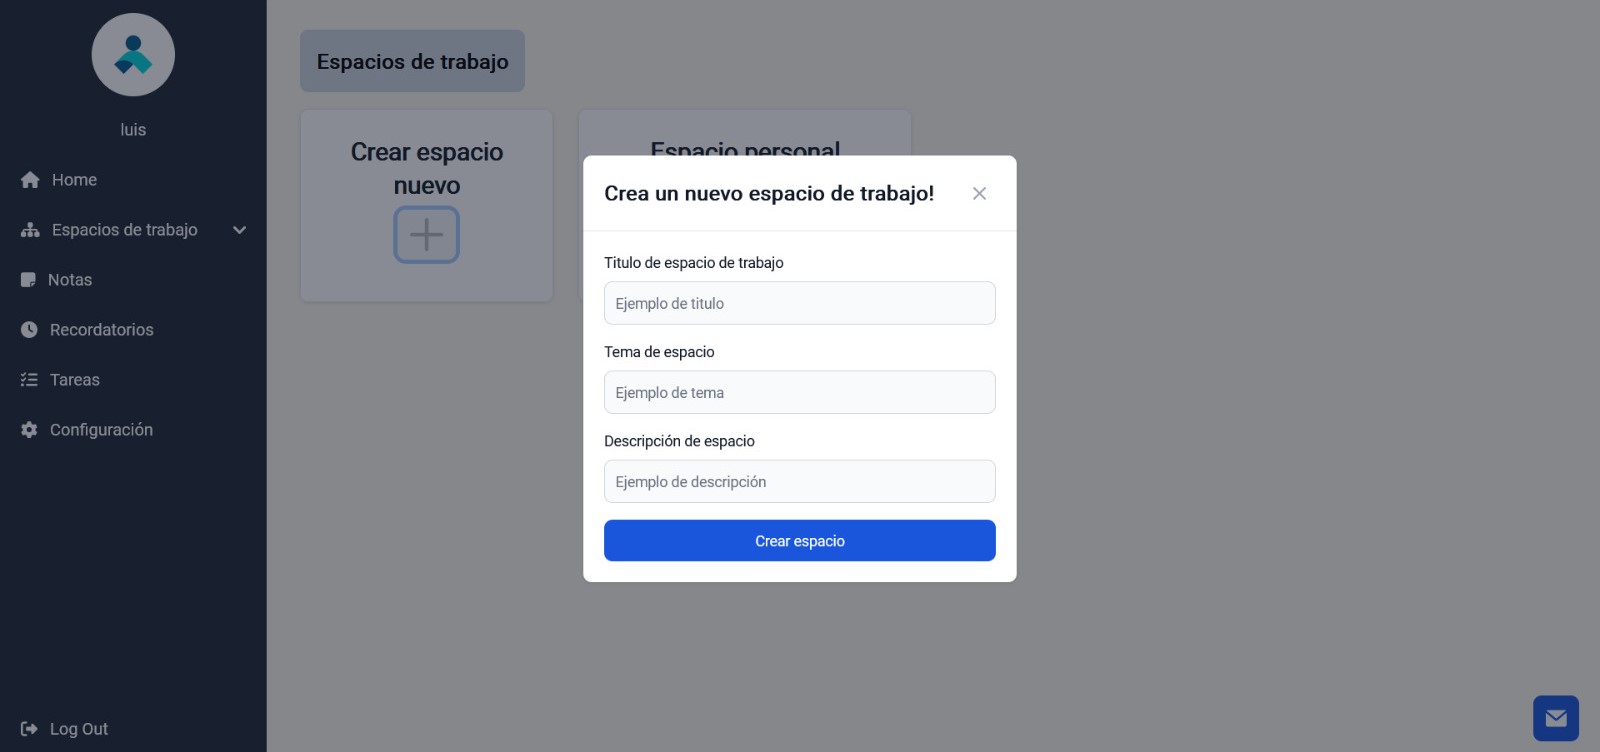 luis
Home
Espacios de trabajo
Notas
Recordatorios
Tareas
Configuración
Log Out
Espacios de trabajo
Crear espacio
nuevo
Espacio personal
Crea un nuevo espacio de trabajo!
Titulo de espacio de trabajo
Ejemplo de titulo
Tema de espacio
Ejemplo de tema
Descripción de espacio
Ejemplo de descripción
Crear espacio